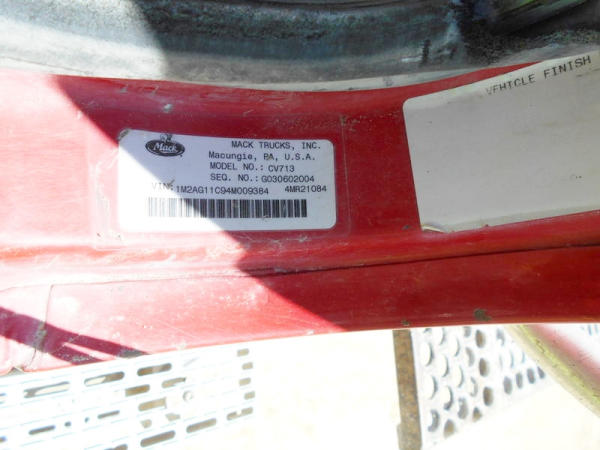 Mack
MACK TRUCKS, INC.
Macungie, PA, U.S.A.
MODEL NO.: CV713
SEQ. NO.: G030602004
VIN: 1M2AG11C94M009384 4MR21084
VEHICLE FINISH